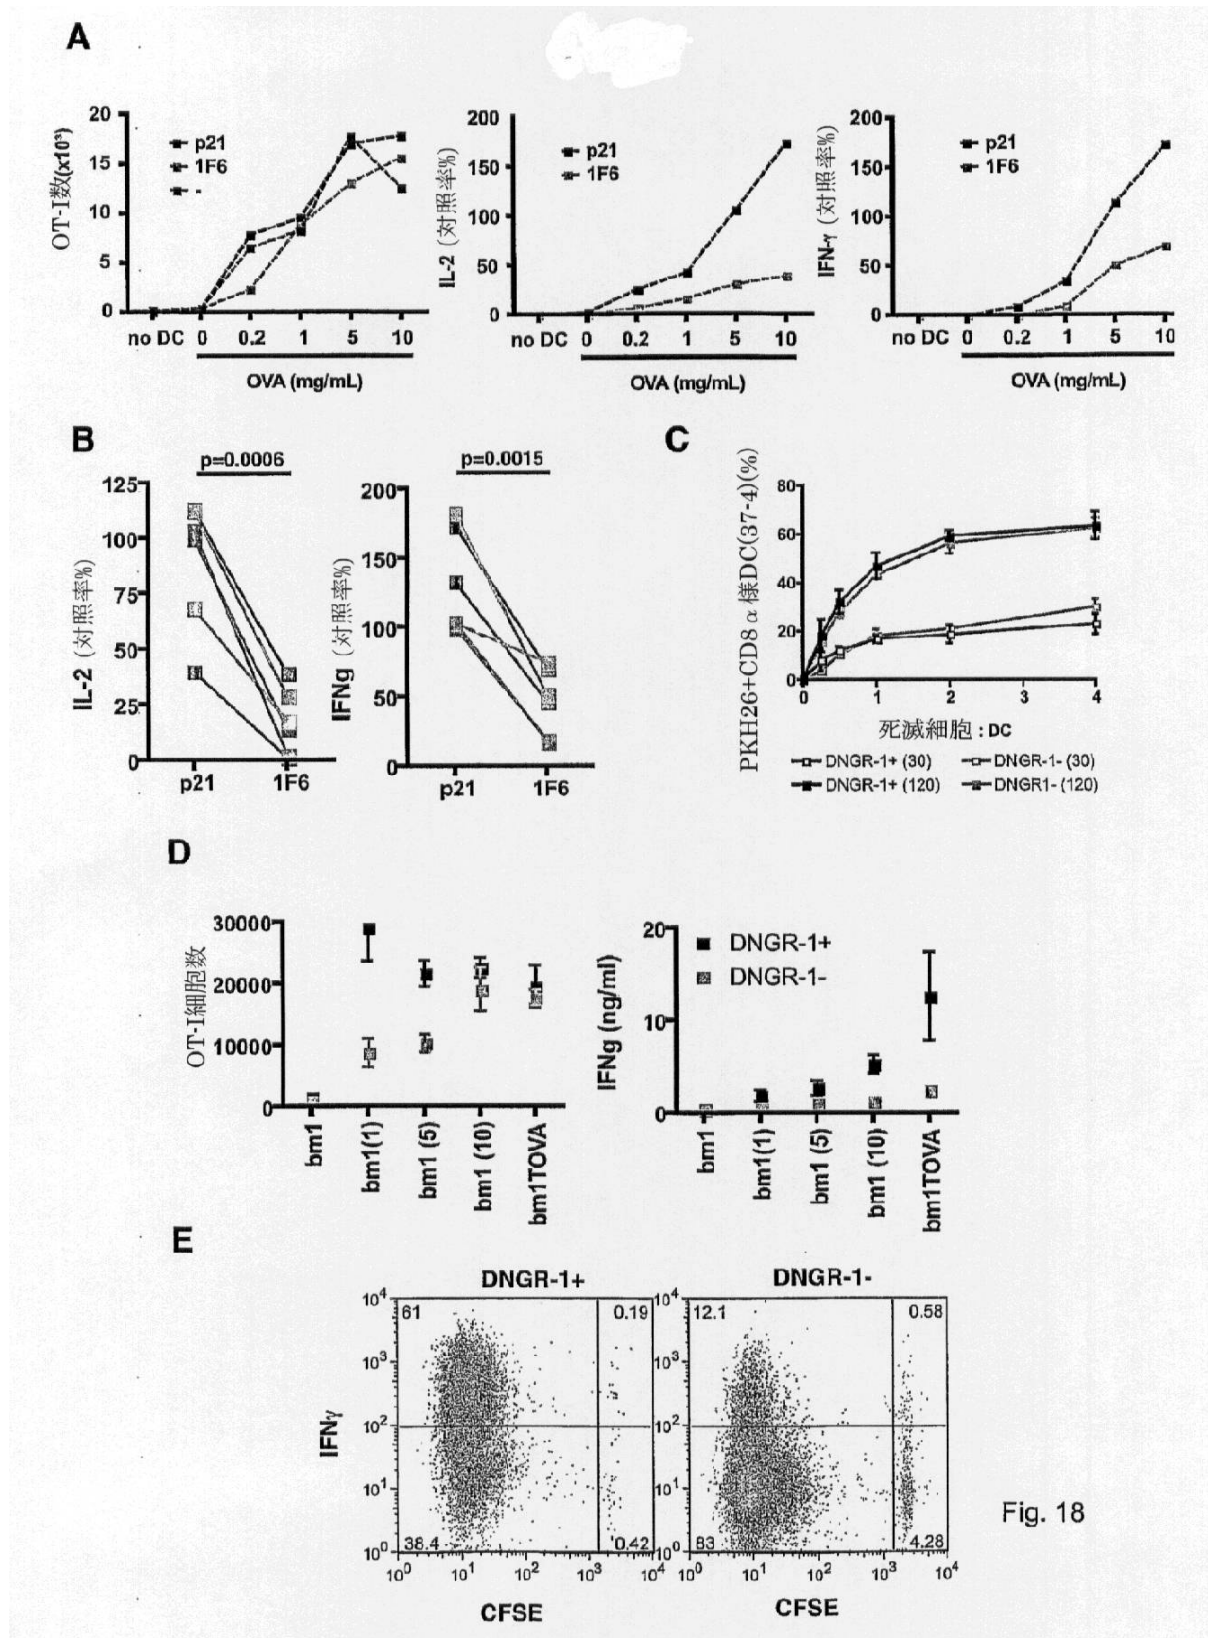 A
OT-I数(x10³)
20
15
10
5
0
p21
1F6
-
no DC 0 0.2 1 5 10
OVA (mg/mL)
IL-2 (対照率%)
200
150
100
50
0
p21
1F6
no DC 0 0.2 1 5 10
OVA (mg/mL)
IFN-γ (対照率%)
200
150
100
50
0
p21
1F6
no DC 0 0.2 1 5 10
OVA (mg/mL)
B
p=0.0006
IL-2 (対照率%)
125
100
75
50
25
0
p21 1F6
p=0.0015
IFNg (対照率%)
200
150
100
50
0
p21 1F6
C
PKH26+CD8α様DC(37-4)(%)
80
60
40
20
0
0 1 2 3 4
死滅細胞 : DC
DNGR-1+ (30) DNGR-1- (30)
DNGR-1+ (120) DNGR1- (120)
D
OT-I細胞数
30000
20000
10000
0
bm1
bm1(1)
bm1 (5)
bm1 (10)
bm1TOVA
IFNg (ng/ml)
20
10
0
DNGR-1+
DNGR-1-
bm1
bm1(1)
bm1 (5)
bm1 (10)
bm1TOVA
E
DNGR-1+
IFNγ
10⁴
10³
10²
10¹
10⁰
61 0.19
38.4 0.42
10⁰ 10¹ 10² 10³ 10⁴
CFSE
DNGR-1-
10⁴
10³
10²
10¹
10⁰
12.1 0.58
83 4.28
10⁰ 10¹ 10² 10³ 10⁴
CFSE
Fig. 18